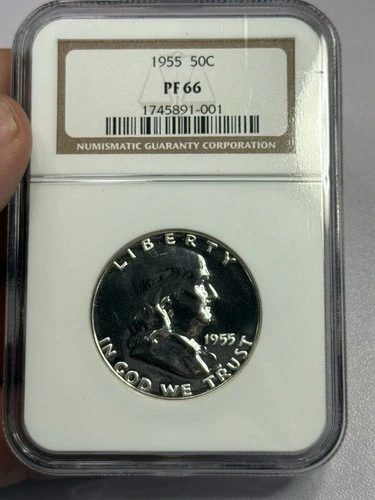 1955 50C
PF 66
1745891-001
NUMISMATIC GUARANTY CORPORATION
LIBERTY
1955
IN GOD WE TRUST